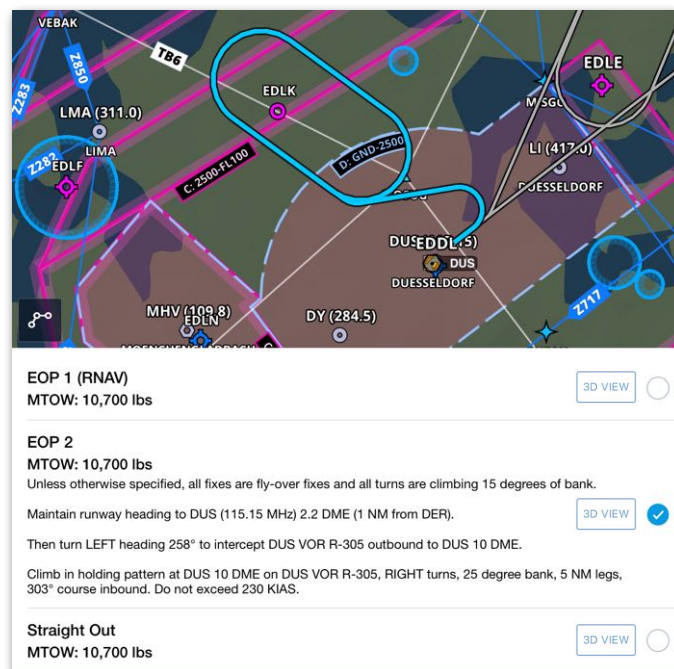 VEBAK
TB6
Z850
Z283
EDLK
EDLE
LMA (311.0)
LIMA
Z282
EDLF
C: 2500-FL100
D: GND-2500
LI (417.0)
DUESSELDORF
EDDL
DUS
DUESSELDORF
MHV (109.8)
EDLN
DY (284.5)
Z717
EOP 1 (RNAV)
MTOW: 10,700 lbs
3D VIEW
EOP 2
MTOW: 10,700 lbs
Unless otherwise specified, all fixes are fly-over fixes and all turns are climbing 15 degrees of bank.
Maintain runway heading to DUS (115.15 MHz) 2.2 DME (1 NM from DER).
3D VIEW
Then turn LEFT heading 258° to intercept DUS VOR R-305 outbound to DUS 10 DME.
Climb in holding pattern at DUS 10 DME on DUS VOR R-305, RIGHT turns, 25 degree bank, 5 NM legs,
303° course inbound. Do not exceed 230 KIAS.
Straight Out
MTOW: 10,700 lbs
3D VIEW